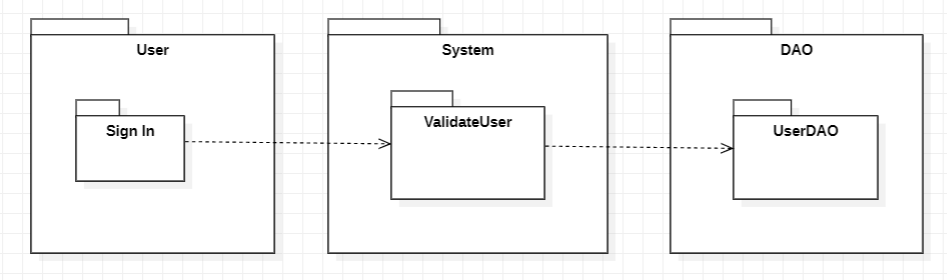 User
System
DAO
Sign In
ValidateUser
UserDAO